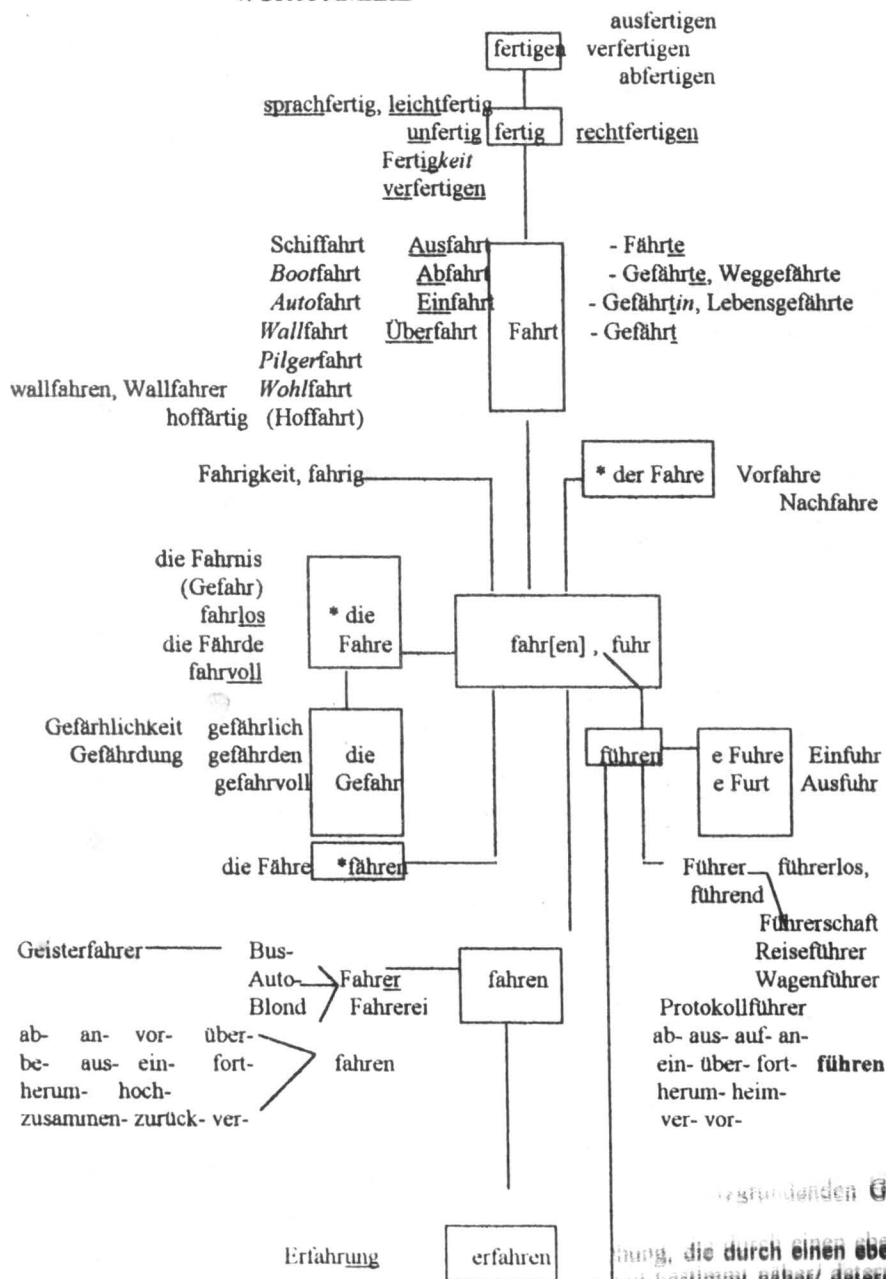 ausfertigen
fertigen verfertigen
abfertigen
sprachfertig, leichtfertig
unfertig fertig rechtfertigen
Fertigkeit
verfertigen
Schiffahrt Ausfahrt - Fährte
Bootfahrt Abfahrt - Gefährte, Weggefährte
Autofahrt Einfahrt - Gefährtin, Lebensgefährte
Wallfahrt Überfahrt Fahrt - Gefährt
Pilgerfahrt
wallfahren, Wallfahrer Wohlfahrt
hoffärtig (Hoffahrt)
Fahrigkeit, fahrig * der Fahre Vorfahre
Nachfahre
die Fahrnis
(Gefahr)
fahrlos * die
die Fährde Fahre fahr[en] , fuhr
fahrvoll
Gefärhlichkeit gefährlich
Gefährdung gefährden die führen e Fuhre Einfuhr
gefahrvoll Gefahr e Furt Ausfuhr
die Fähre *fähren Führer führerlos,
führend
Führerschaft
Geisterfahrer Bus- Reiseführer
Auto- Fahrer fahren Wagenführer
Blond Fahrerei Protokollführer
ab- an- vor- über- ab- aus- auf- an-
be- aus- ein- fort- fahren ein- über- fort- führen
herum- hoch- herum- heim-
zusammen- zurück- ver- ver- vor-
Erfahrung erfahren die durch einen